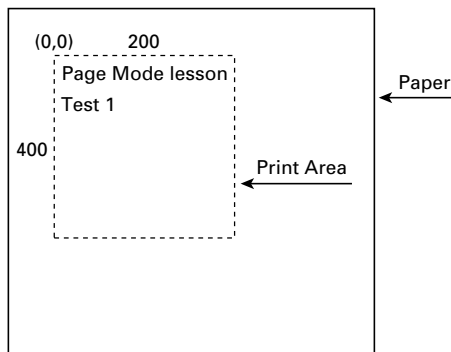 (0,0) 200
Page Mode lesson
Paper
Test 1
400
Print Area